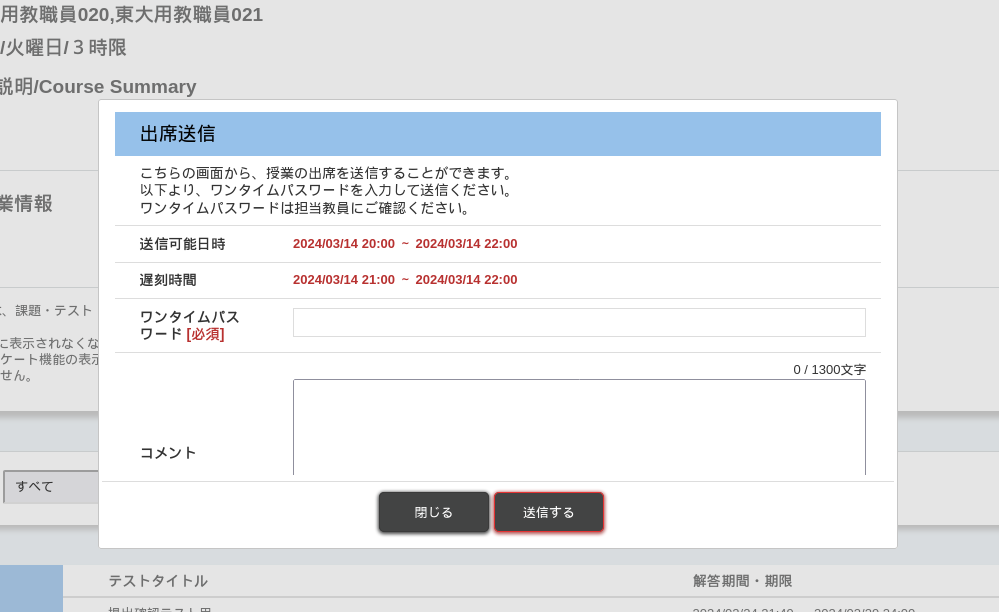 用教職員020,東大用教職員021
/火曜日/３時限
説明/Course Summary
業情報
、課題・テスト
に表示されなくな
ケート機能の表示
せん。
すべて
出席送信
こちらの画面から、授業の出席を送信することができます。
以下より、ワンタイムパスワードを入力して送信ください。
ワンタイムパスワードは担当教員にご確認ください。
送信可能日時 2024/03/14 20:00 ~ 2024/03/14 22:00
遅刻時間 2024/03/14 21:00 ~ 2024/03/14 22:00
ワンタイムパス
ワード [必須]
0 / 1300文字
コメント
閉じる 送信する
テストタイトル 解答期間・期限